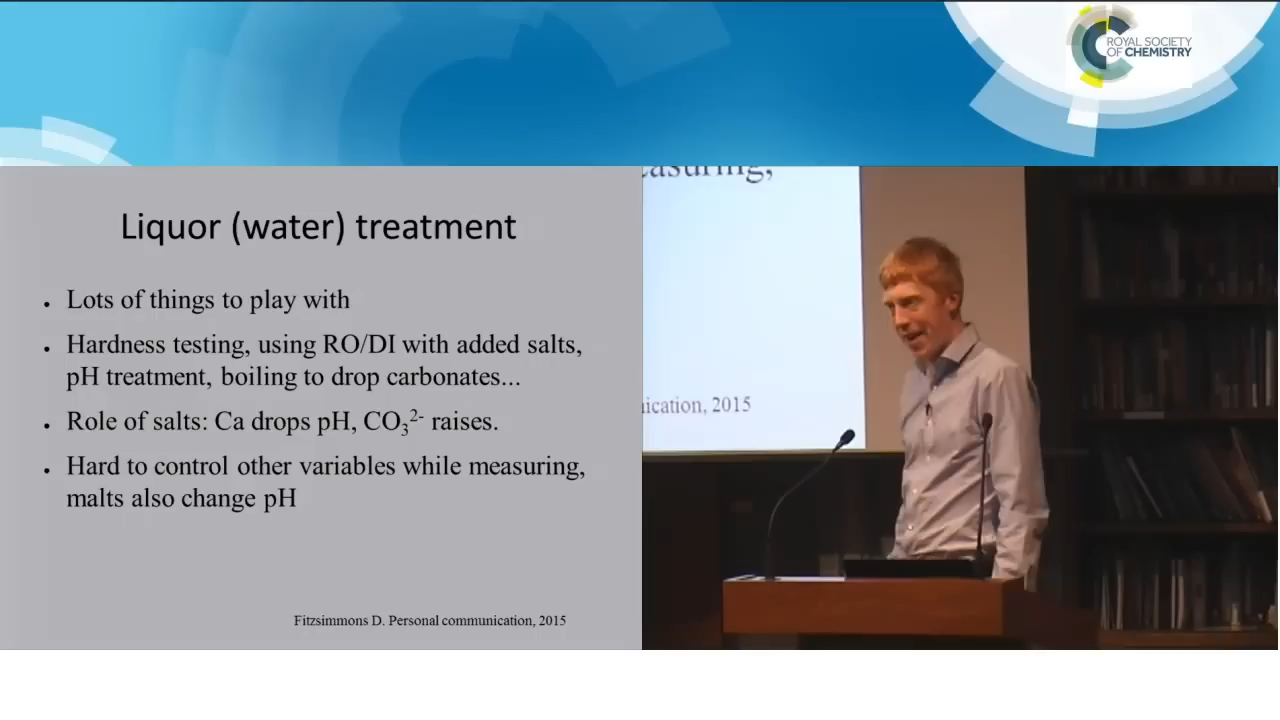 ROYAL SOCIETY
OF CHEMISTRY
Liquor (water) treatment
• Lots of things to play with
• Hardness testing, using RO/DI with added salts,
pH treatment, boiling to drop carbonates...
• Role of salts: Ca drops pH, CO₃²⁻ raises.
• Hard to control other variables while measuring,
malts also change pH
Fitzsimmons D. Personal communication, 2015
easuring,
ication, 2015